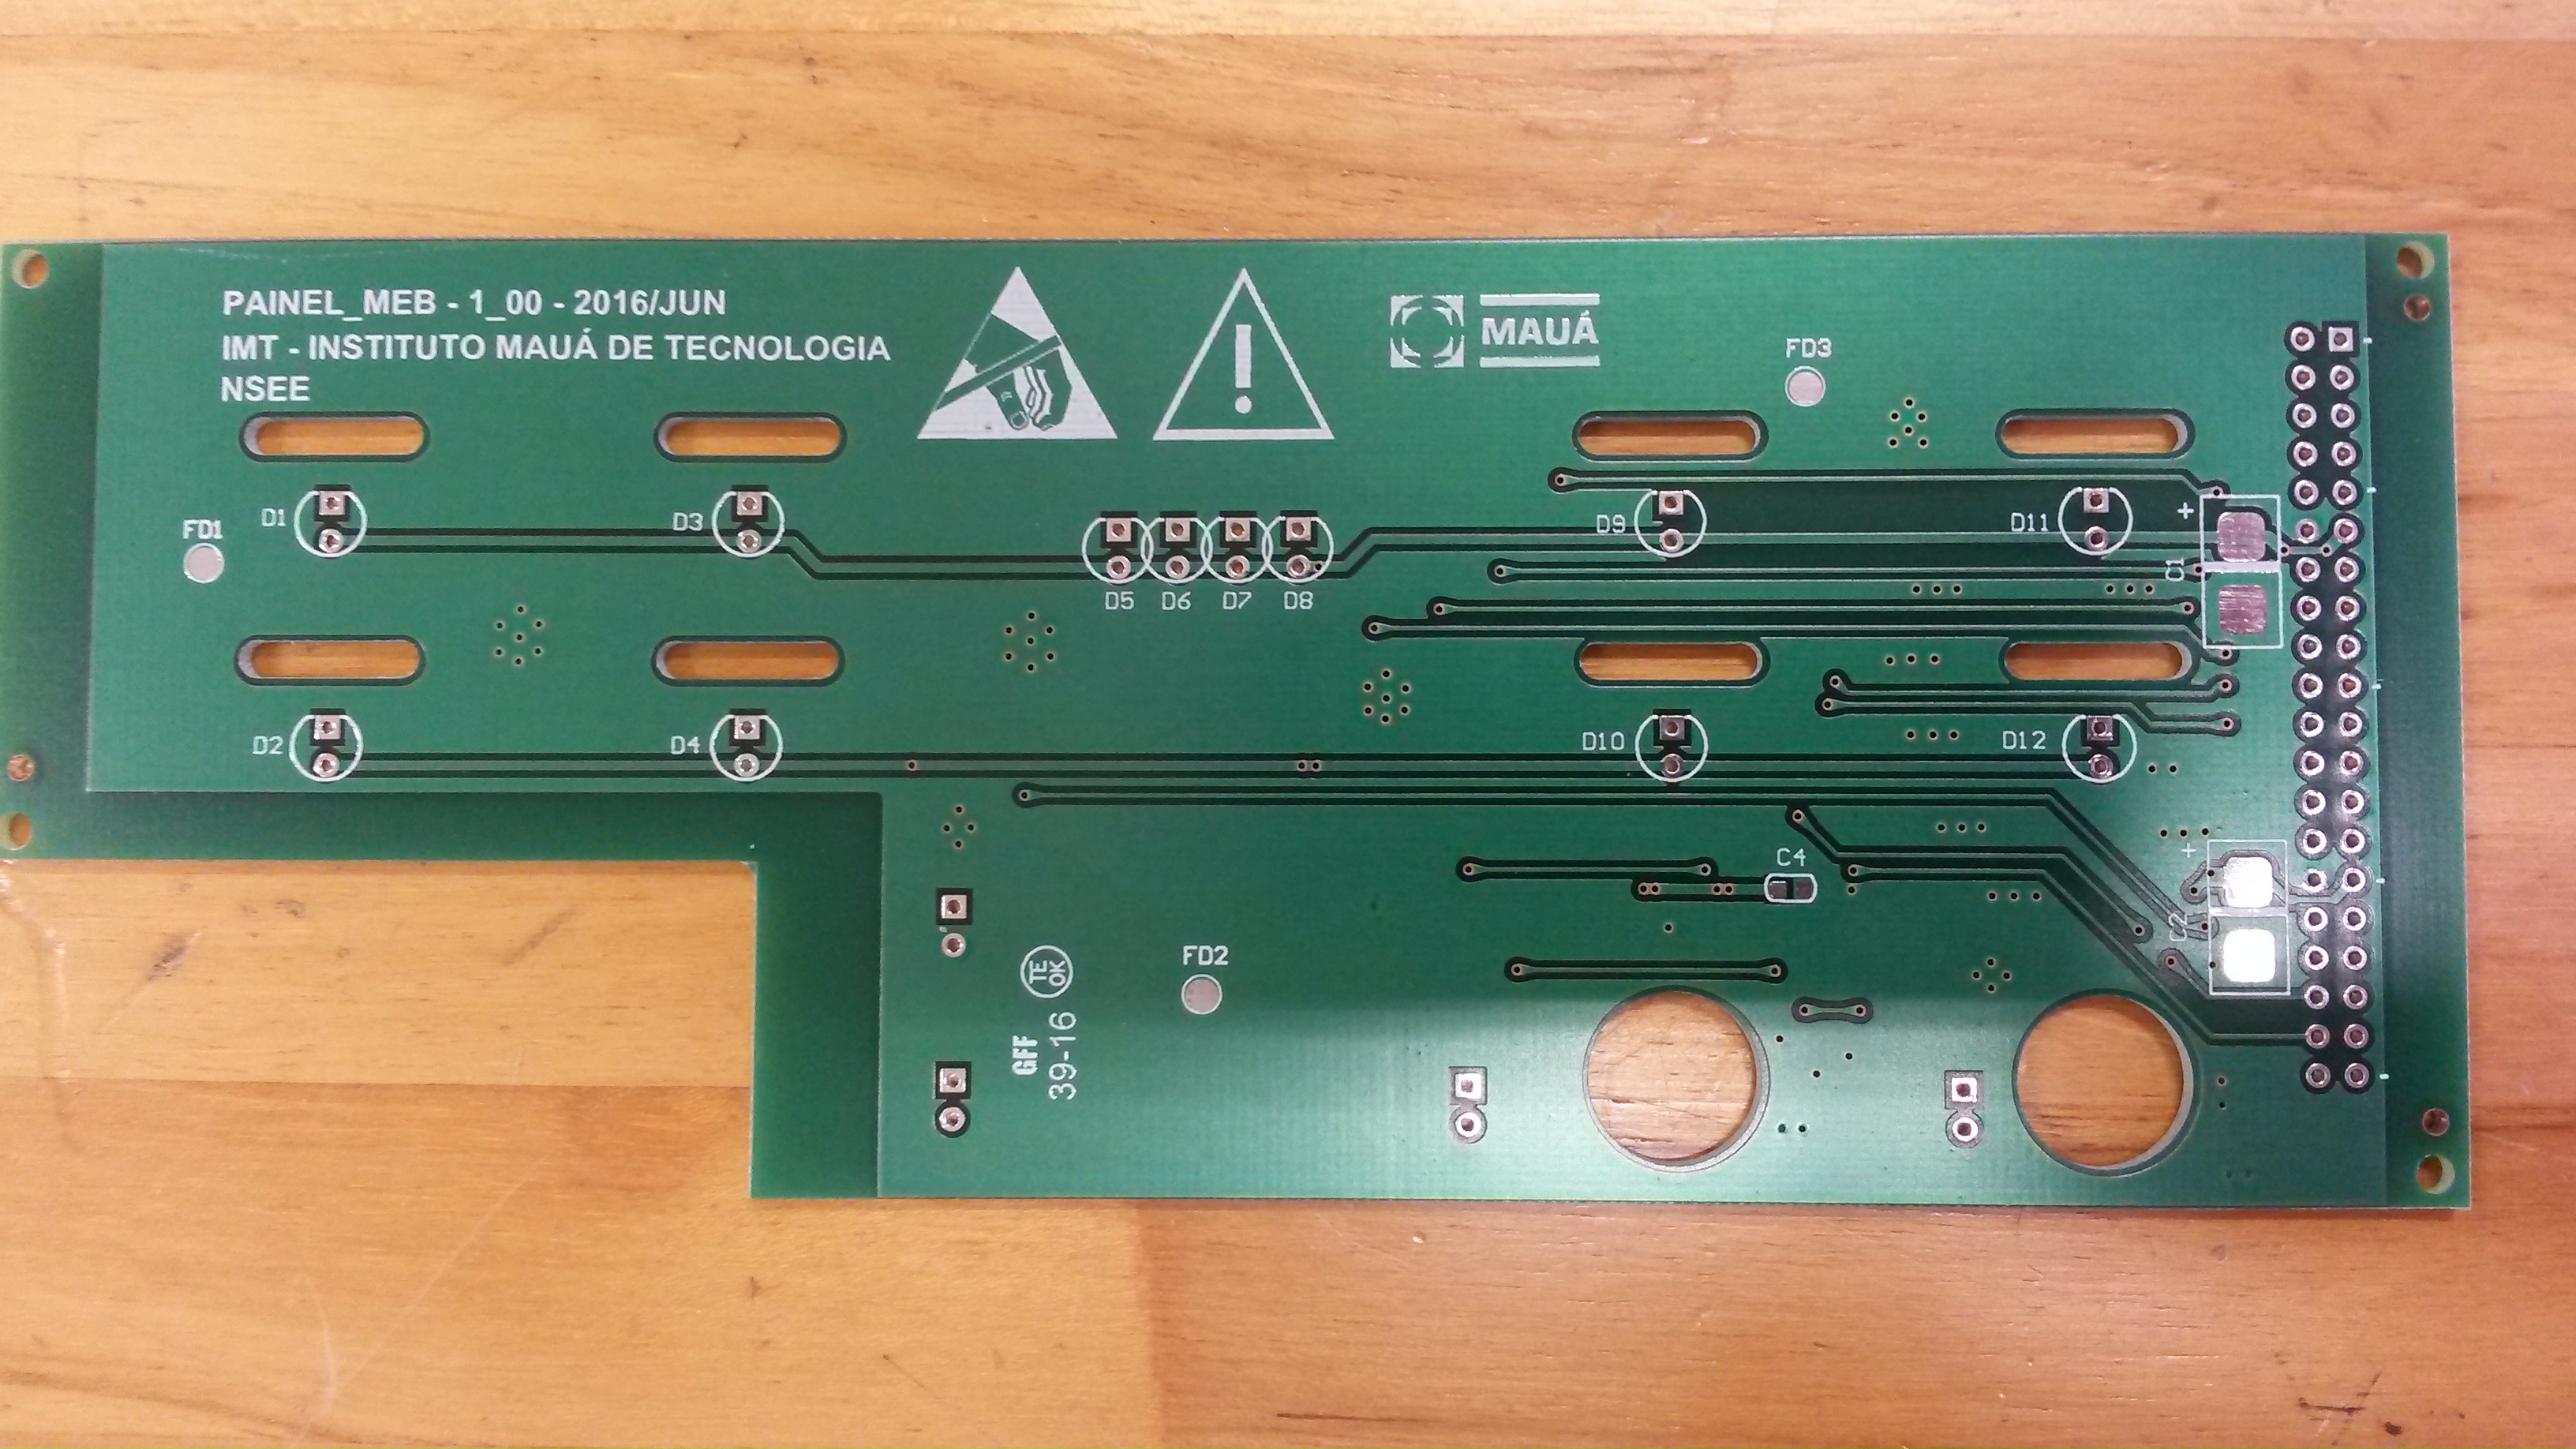 PAINEL_MEB - 1_00 - 2016/JUN
IMT - INSTITUTO MAUÁ DE TECNOLOGIA
NSEE
MAUÁ
FD3
D1
D3
D9
D11
+
FD1
C1
D5 D6 D7 D8
D2
D4
D10
D12
+
C4
C2
FD2
TE
OK
GFF
39-16